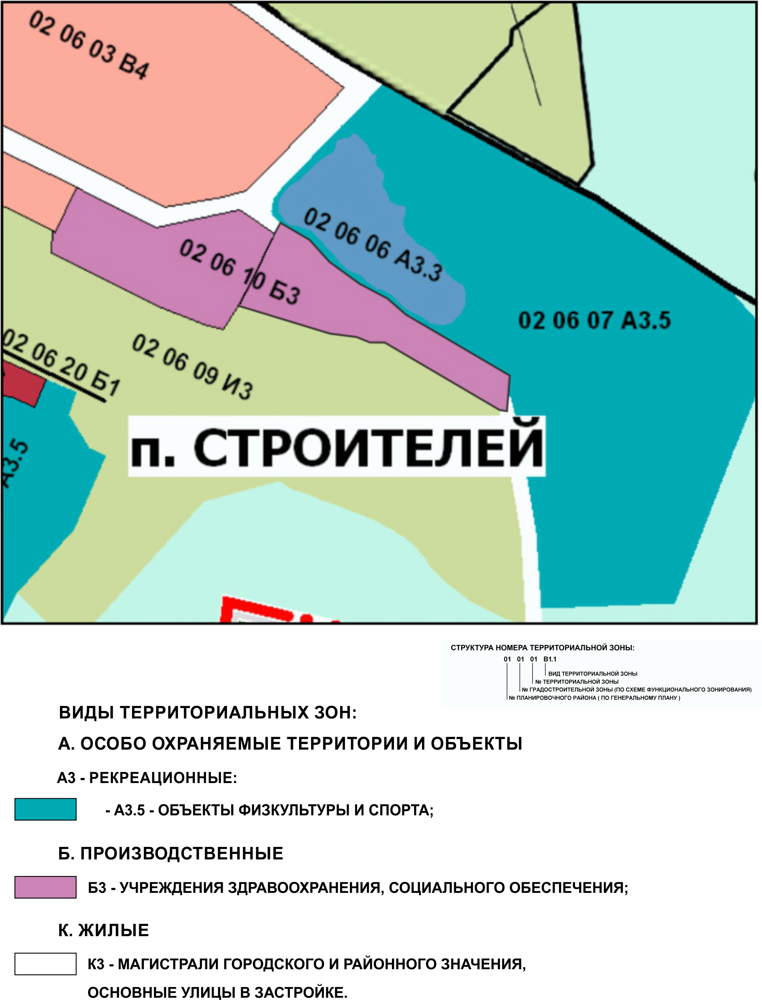 02 06 03 В4
02 06 06 А3.3
02 06 10 Б3
02 06 07 А3.5
02 06 20 Б1
02 06 09 И3
п. СТРОИТЕЛЕЙ
А3.5
СТРУКТУРА НОМЕРА ТЕРРИТОРИАЛЬНОЙ ЗОНЫ:
01 01 01 В1.1
ВИД ТЕРРИТОРИАЛЬНОЙ ЗОНЫ
№ ТЕРРИТОРИАЛЬНОЙ ЗОНЫ
№ ГРАДОСТРОИТЕЛЬНОЙ ЗОНЫ (ПО СХЕМЕ ФУНКЦИОНАЛЬНОГО ЗОНИРОВАНИЯ)
№ ПЛАНИРОВОЧНОГО РАЙОНА ( ПО ГЕНЕРАЛЬНОМУ ПЛАНУ )
ВИДЫ ТЕРРИТОРИАЛЬНЫХ ЗОН:
А. ОСОБО ОХРАНЯЕМЫЕ ТЕРРИТОРИИ И ОБЪЕКТЫ
А3 - РЕКРЕАЦИОННЫЕ:
- А3.5 - ОБЪЕКТЫ ФИЗКУЛЬТУРЫ И СПОРТА;
Б. ПРОИЗВОДСТВЕННЫЕ
Б3 - УЧРЕЖДЕНИЯ ЗДРАВООХРАНЕНИЯ, СОЦИАЛЬНОГО ОБЕСПЕЧЕНИЯ;
К. ЖИЛЫЕ
К3 - МАГИСТРАЛИ ГОРОДСКОГО И РАЙОННОГО ЗНАЧЕНИЯ,
ОСНОВНЫЕ УЛИЦЫ В ЗАСТРОЙКЕ.